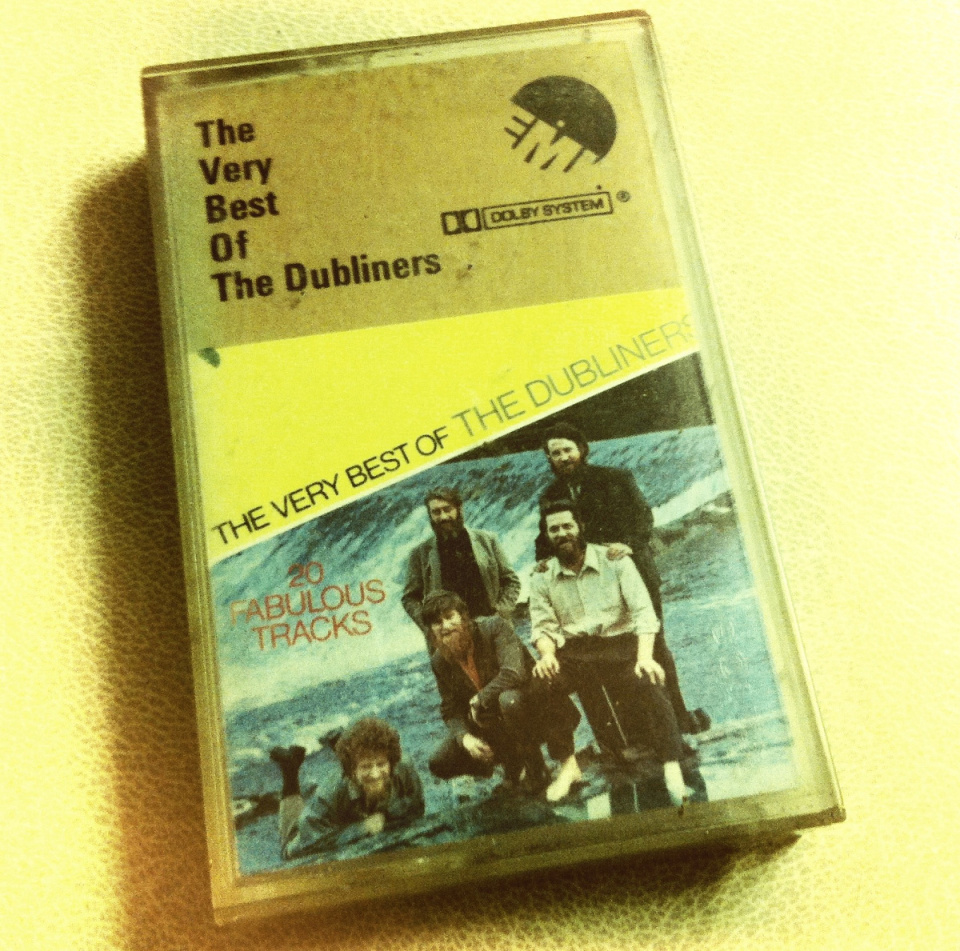 The
Very
Best
Of
The Dubliners
EMI
DOLBY SYSTEM ®
THE VERY BEST OF THE DUBLINERS
20
FABULOUS
TRACKS